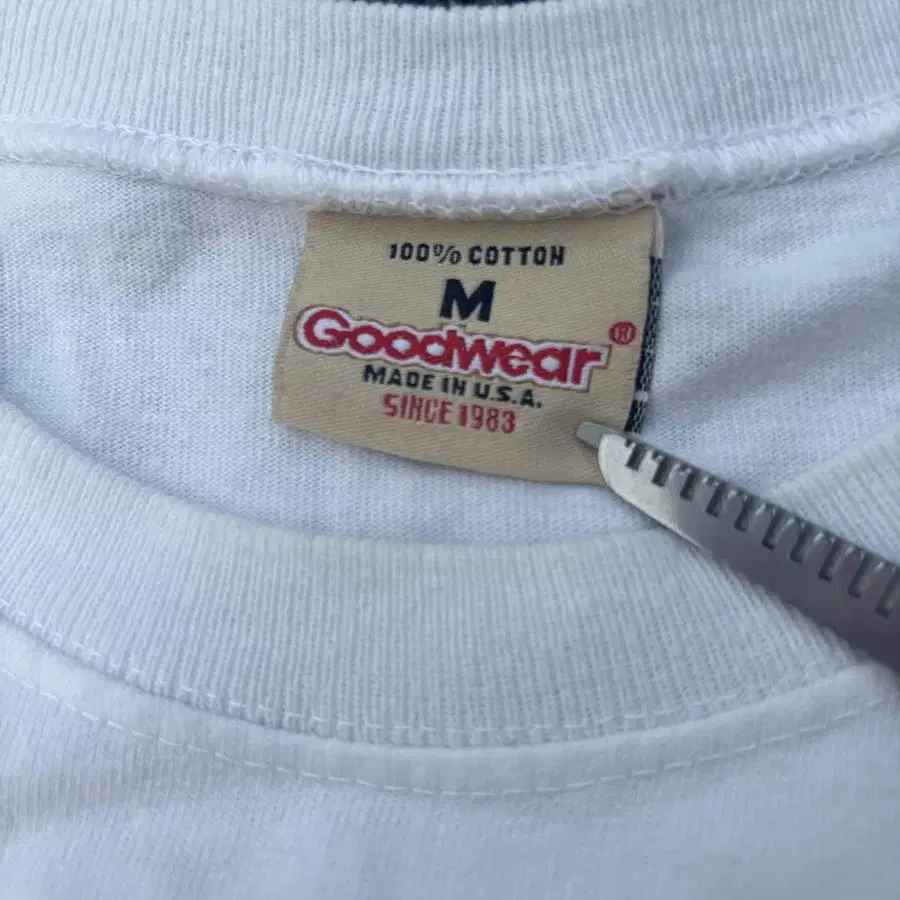 100% COTTON
M
Goodwear®
MADE IN U.S.A.
SINCE 1983